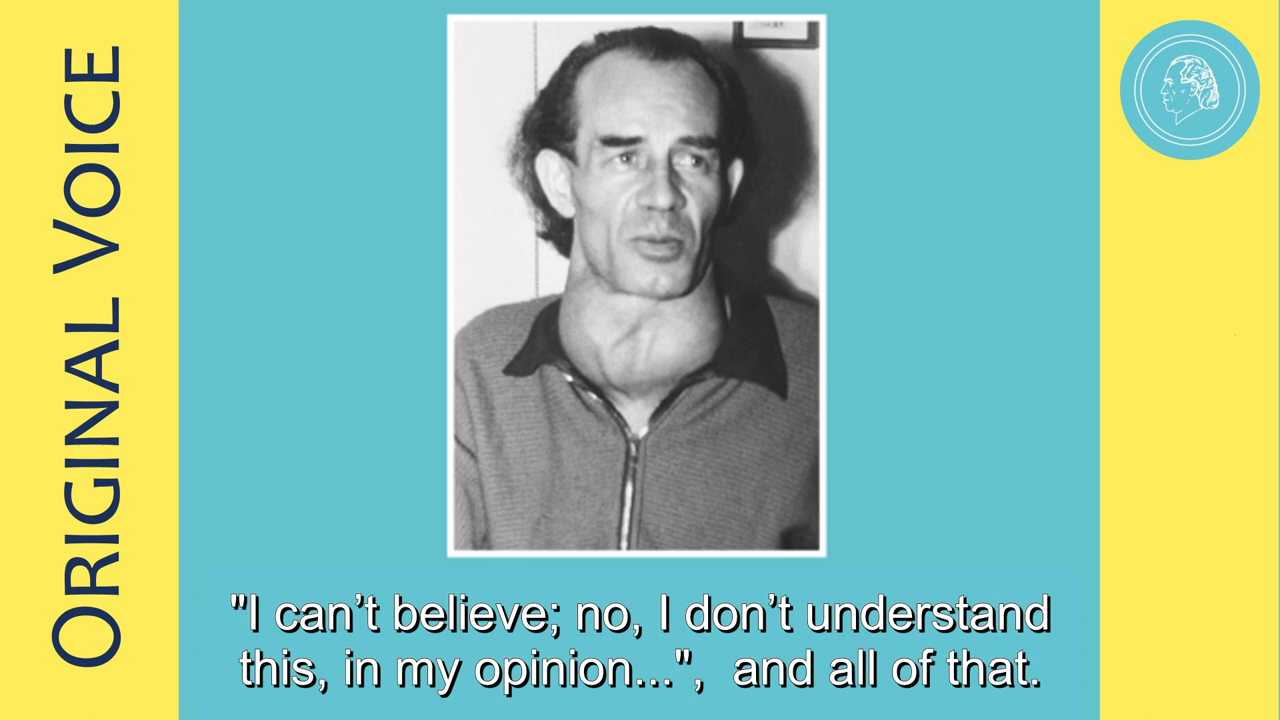 ORIGINAL VOICE
"I can’t believe; no, I don’t understand
this, in my opinion...",  and all of that.